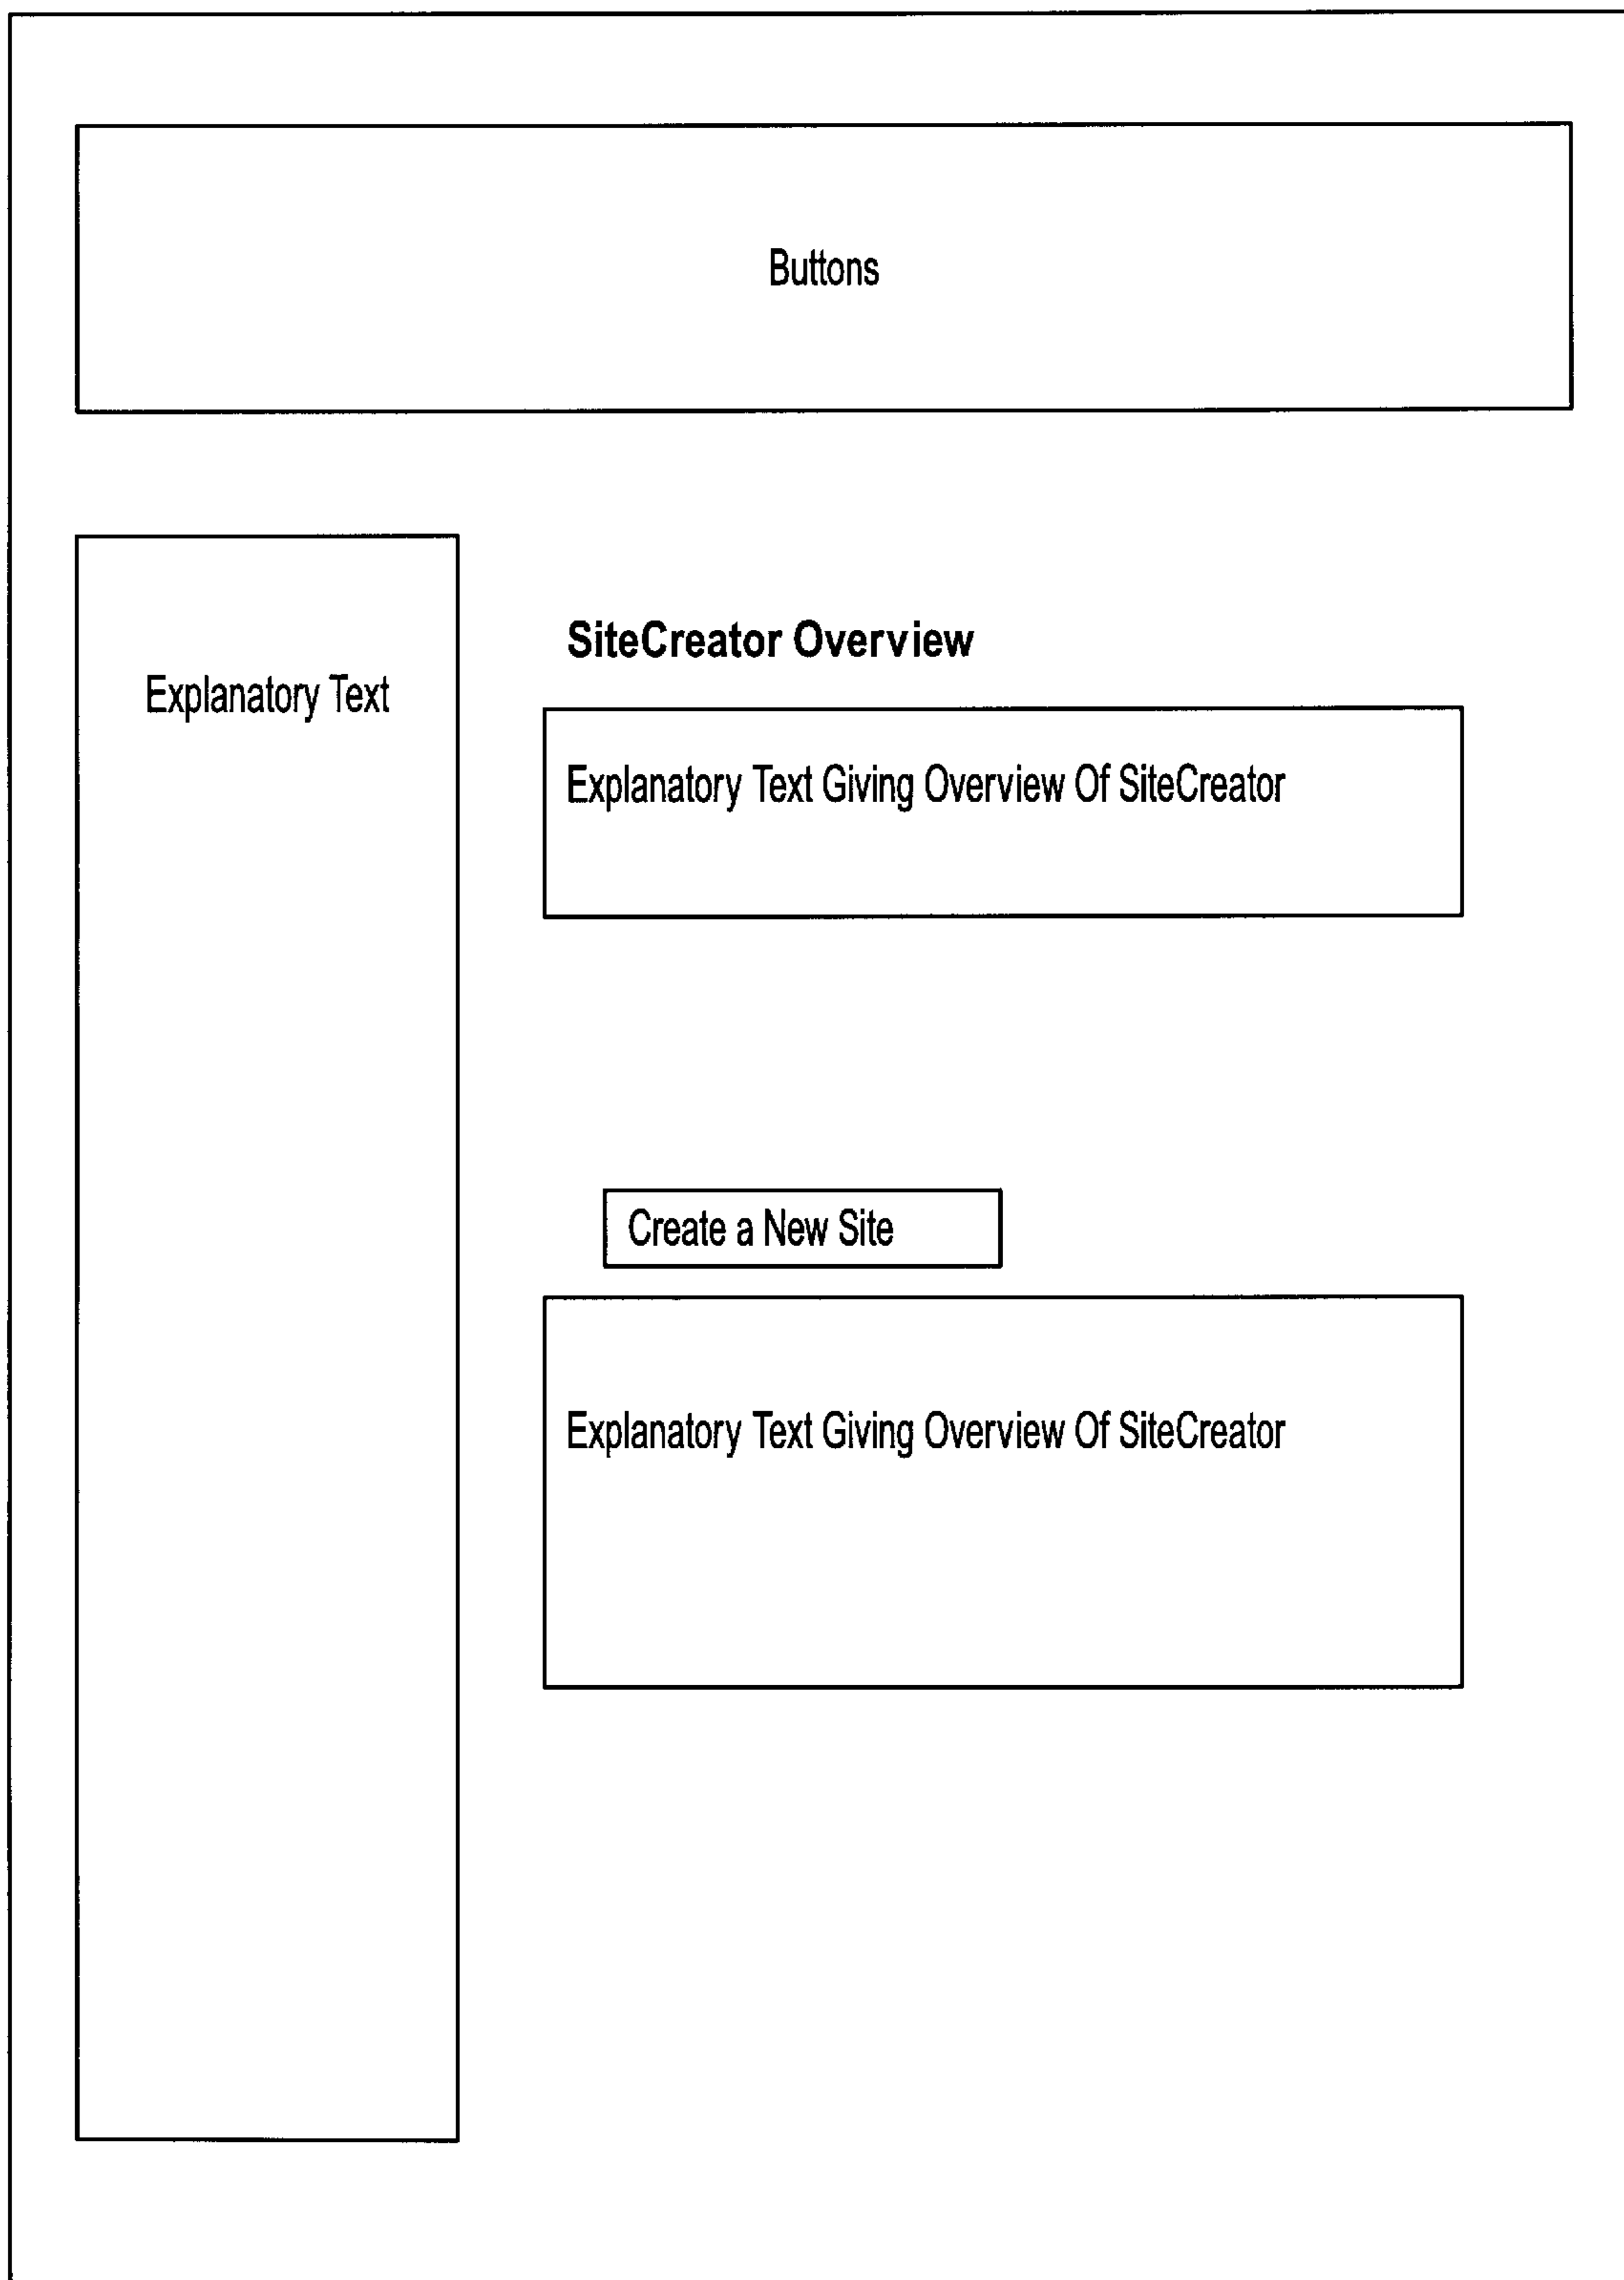 Buttons
Explanatory Text
SiteCreator Overview
Explanatory Text Giving Overview Of SiteCreator
Create a New Site
Explanatory Text Giving Overview Of SiteCreator